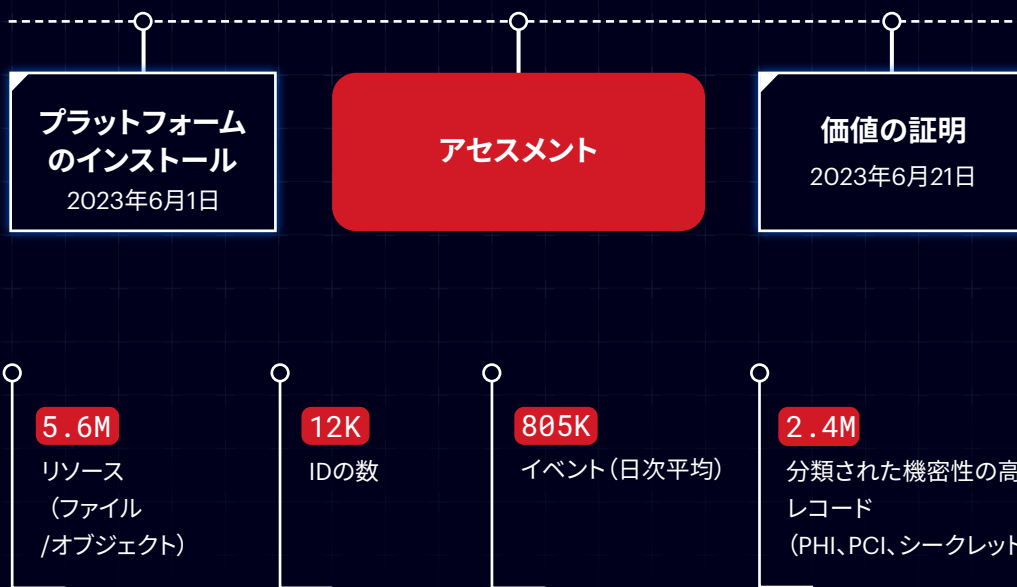 プラットフォーム
のインストール
2023年6月1日
アセスメント
価値の証明
2023年6月21日
5.6M
リソース
（ファイル
/オブジェクト）
12K
IDの数
805K
イベント（日次平均）
2.4M
分類された機密性の高
レコード
（PHI、PCI、シークレット